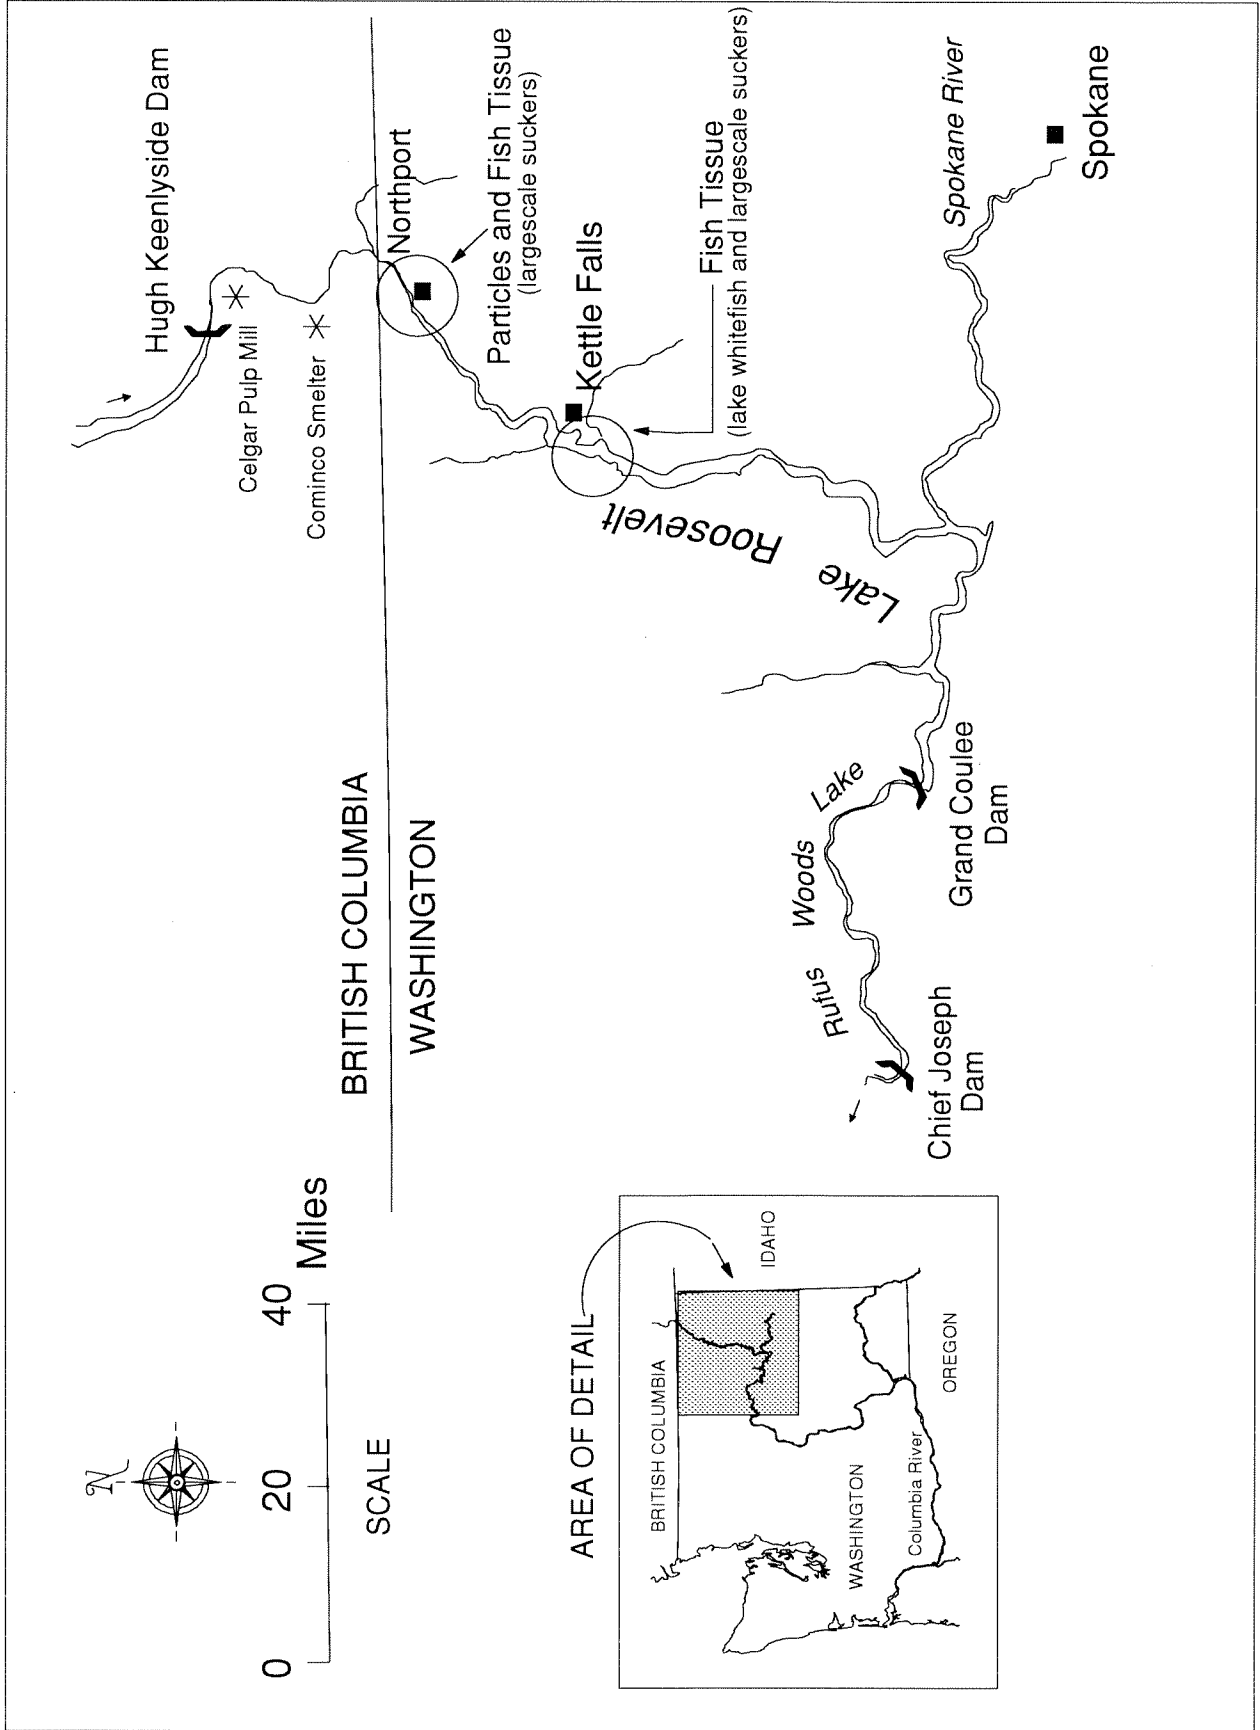 N
0
20
40
Miles
SCALE
BRITISH COLUMBIA
WASHINGTON
Hugh Keenlyside Dam
Celgar Pulp Mill
Cominco Smelter
Northport
Particles and Fish Tissue
(largescale suckers)
Kettle Falls
Fish Tissue
(lake whitefish and largescale suckers)
Lake Roosevelt
Spokane River
Spokane
Rufus Woods Lake
Grand Coulee
Dam
Chief Joseph
Dam
AREA OF DETAIL
BRITISH COLUMBIA
IDAHO
WASHINGTON
Columbia River
OREGON